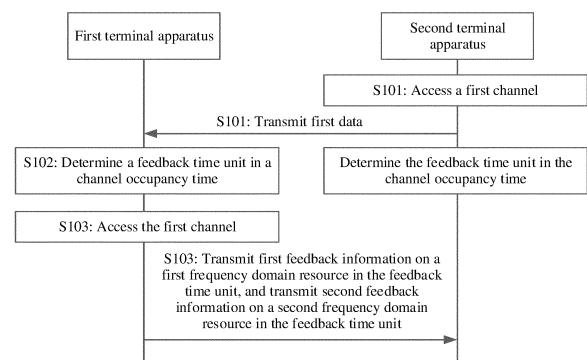 First terminal apparatus
Second terminal
apparatus
S101: Access a first channel
S101: Transmit first data
S102: Determine a feedback time unit in a
channel occupancy time
Determine the feedback time unit in the
channel occupancy time
S103: Access the first channel
S103: Transmit first feedback information on a
first frequency domain resource in the feedback
time unit, and transmit second feedback
information on a second frequency domain
resource in the feedback time unit